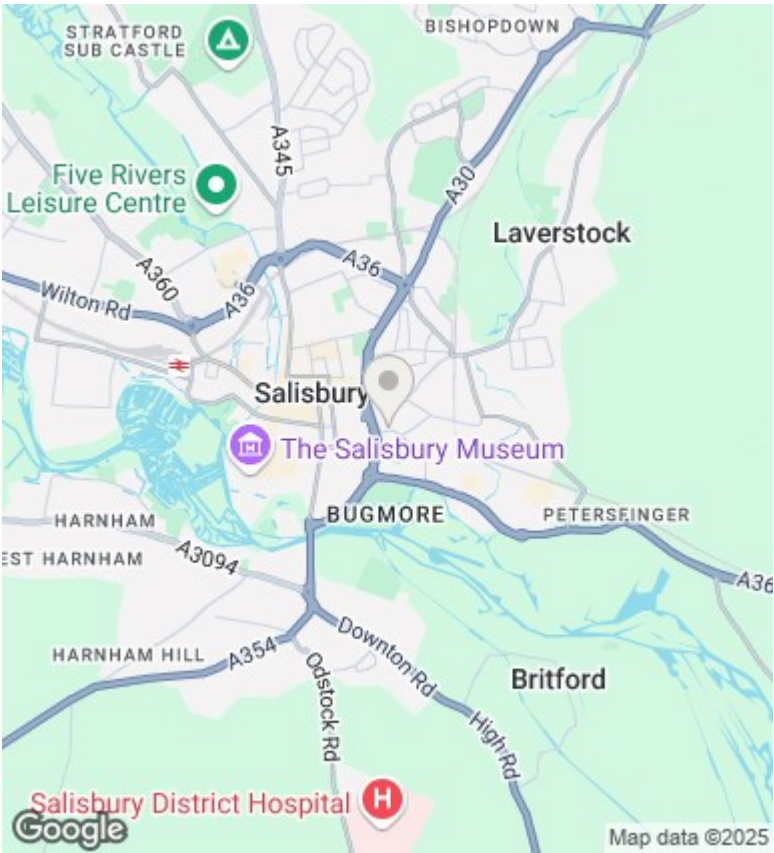 STRATFORD
SUB CASTLE
BISHOPDOWN
A345
A30
Five Rivers
Leisure Centre
Laverstock
A360
A36
A36
Wilton Rd
Salisbury
The Salisbury Museum
HARNHAM
BUGMORE
PETERSFINGER
EST HARNHAM
A3094
A36
HARNHAM HILL
A354
Downton Rd
Odstock Rd
Britford
High Rd
Salisbury District Hospital
H
Google
Map data ©2025